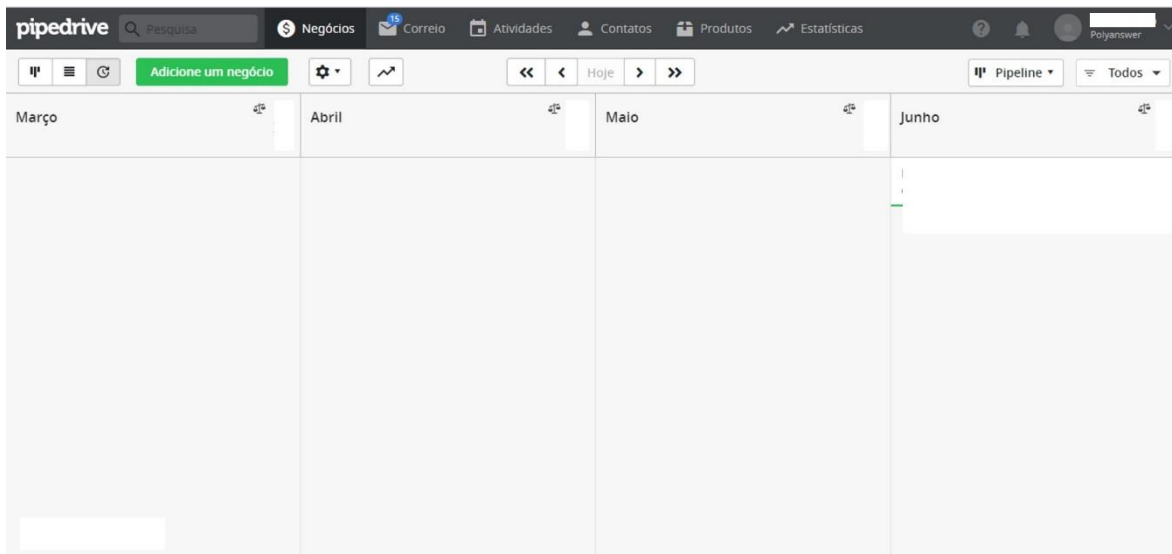 pipedrive Pesquisa Negócios 15 Correio Atividades Contatos Produtos Estatísticas Polyanswer
Adicione um negócio Hoje Pipeline Todos
Março Abril Maio Junho